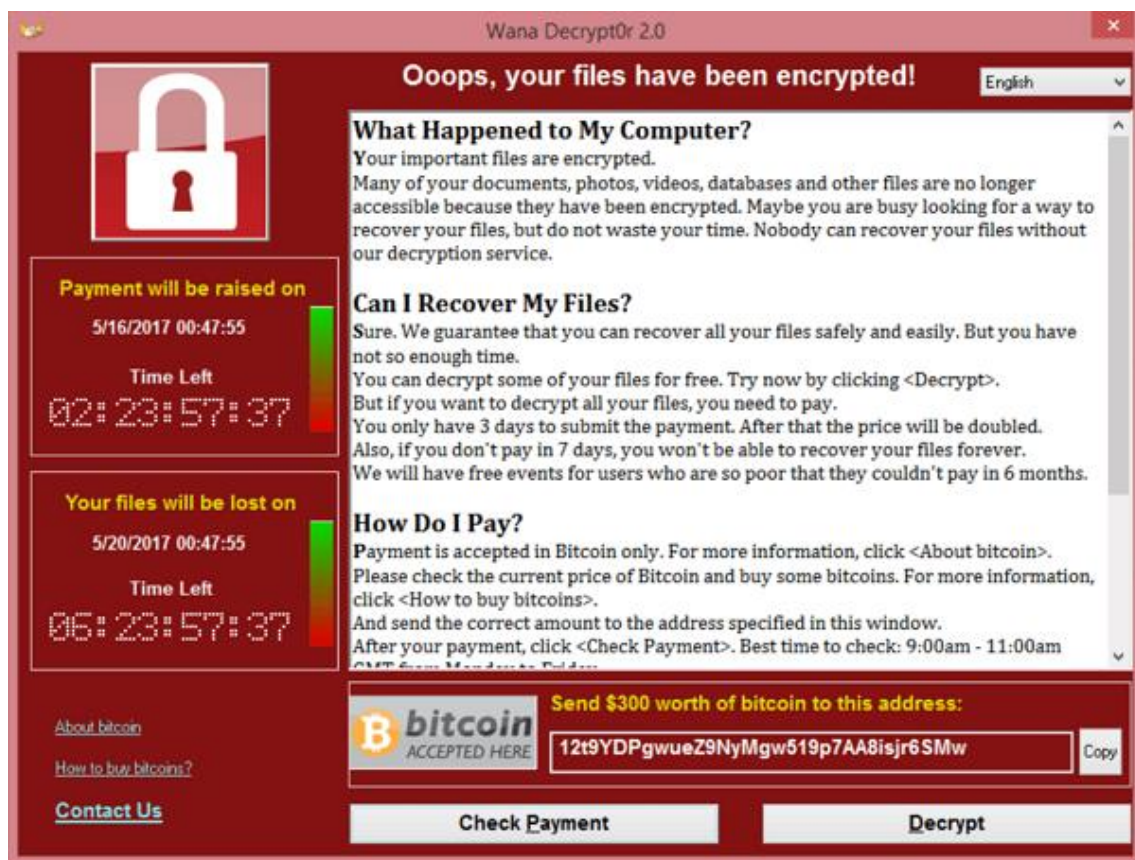 Wana Decrypt0r 2.0
Ooops, your files have been encrypted!
English
What Happened to My Computer?
Your important files are encrypted.
Many of your documents, photos, videos, databases and other files are no longer
accessible because they have been encrypted. Maybe you are busy looking for a way to
recover your files, but do not waste your time. Nobody can recover your files without
our decryption service.
Can I Recover My Files?
Sure. We guarantee that you can recover all your files safely and easily. But you have
not so enough time.
You can decrypt some of your files for free. Try now by clicking <Decrypt>.
But if you want to decrypt all your files, you need to pay.
You only have 3 days to submit the payment. After that the price will be doubled.
Also, if you don't pay in 7 days, you won't be able to recover your files forever.
We will have free events for users who are so poor that they couldn't pay in 6 months.
How Do I Pay?
Payment is accepted in Bitcoin only. For more information, click <About bitcoin>.
Please check the current price of Bitcoin and buy some bitcoins. For more information,
click <How to buy bitcoins>.
And send the correct amount to the address specified in this window.
After your payment, click <Check Payment>. Best time to check: 9:00am - 11:00am
GMT from Monday to Friday
Payment will be raised on
5/16/2017 00:47:55
Time Left
02:23:57:37
Your files will be lost on
5/20/2017 00:47:55
Time Left
06:23:57:37
About bitcoin
How to buy bitcoins?
Contact Us
bitcoin
ACCEPTED HERE
Send $300 worth of bitcoin to this address:
12t9YDPgwueZ9NyMgw519p7AA8isjr6SMw
Copy
Check Payment
Decrypt